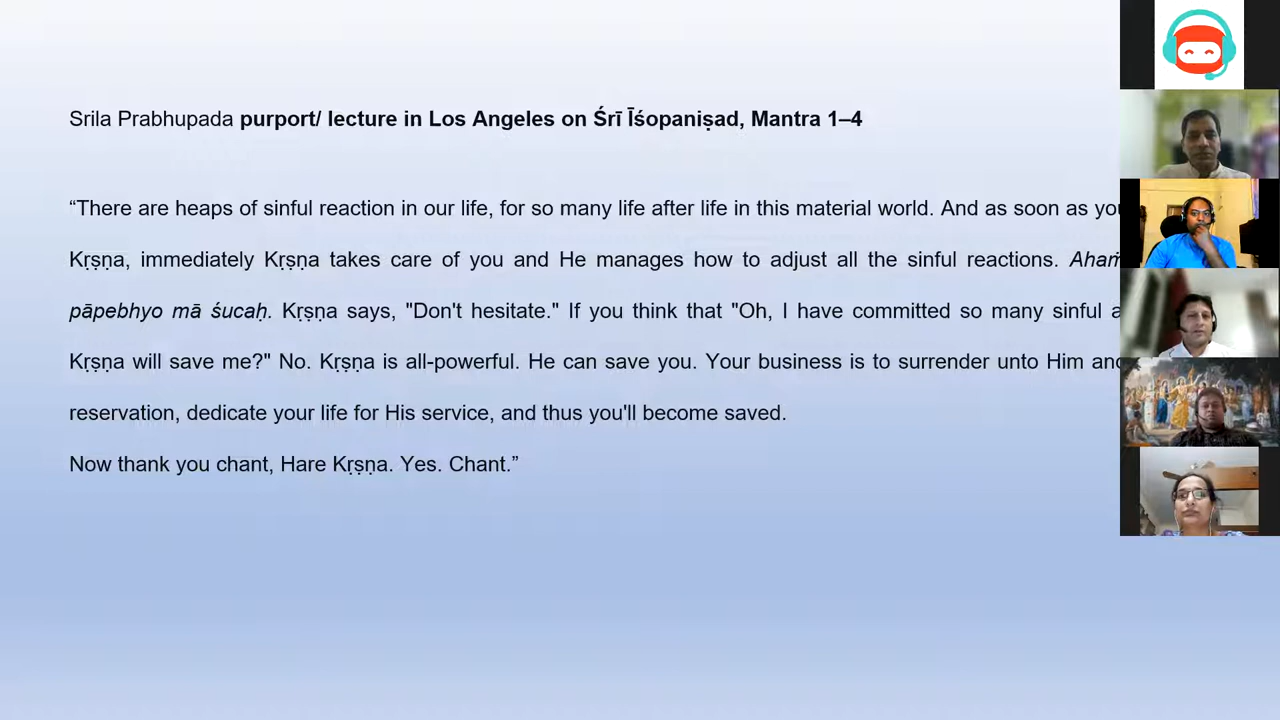 Srila Prabhupada purport/ lecture in Los Angeles on Śrī Īśopaniṣad, Mantra 1–4
“There are heaps of sinful reaction in our life, for so many life after life in this material world. And as soon as you
Kṛṣṇa, immediately Kṛṣṇa takes care of you and He manages how to adjust all the sinful reactions. Ahaṁ
pāpebhyo mā śucaḥ. Kṛṣṇa says, "Don't hesitate." If you think that "Oh, I have committed so many sinful
Kṛṣṇa will save me?" No. Kṛṣṇa is all-powerful. He can save you. Your business is to surrender unto Him and
reservation, dedicate your life for His service, and thus you'll become saved.
Now thank you chant, Hare Kṛṣṇa. Yes. Chant.”